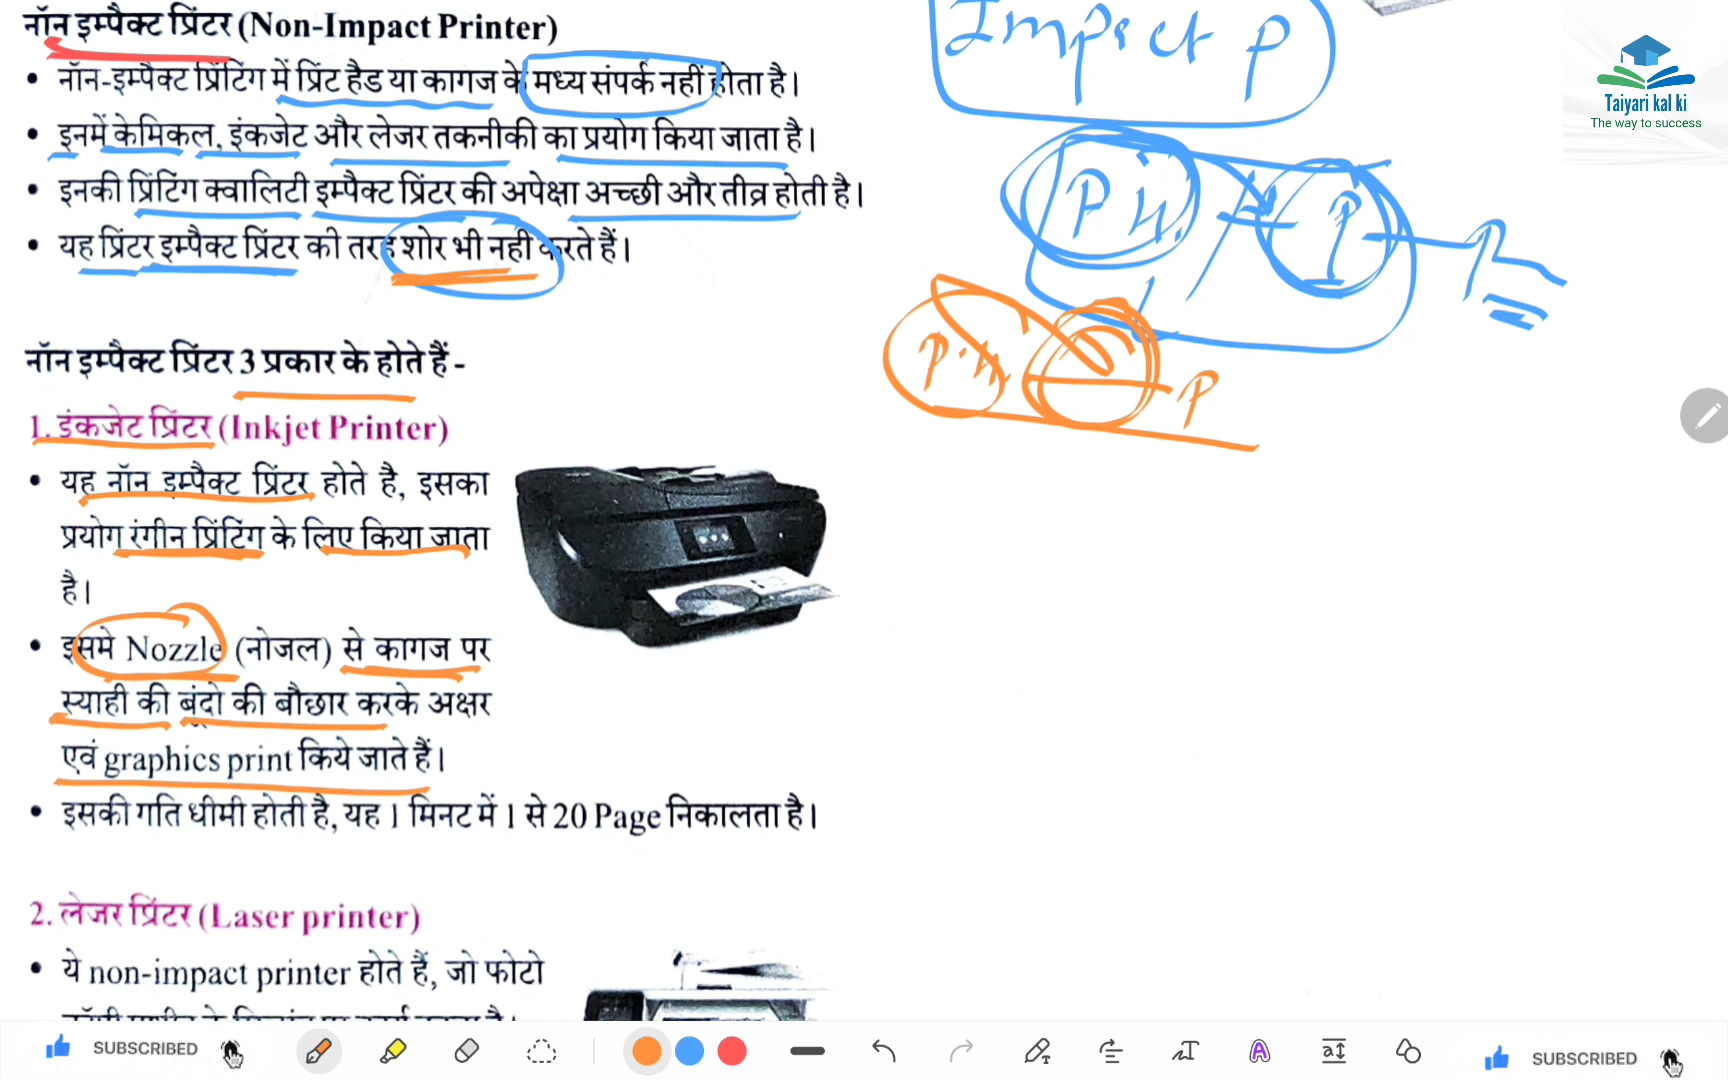 नॉन इम्पैक्ट प्रिंटर (Non-Impact Printer)
• नॉन-इम्पैक्ट प्रिंटिंग में प्रिंट हैड या कागज के मध्य संपर्क नहीं होता है।
• इनमें केमिकल, इंकजेट और लेजर तकनीकी का प्रयोग किया जाता है।
• इनकी प्रिंटिंग क्वालिटी इम्पैक्ट प्रिंटर की अपेक्षा अच्छी और तीव्र होती है।
• यह प्रिंटर इम्पैक्ट प्रिंटर की तरह शोर भी नही करते हैं।
Impact P
P.H.
P
P.H
P
Taiyari kal ki
The way to success
नॉन इम्पैक्ट प्रिंटर 3 प्रकार के होते हैं -
1. इंकजेट प्रिंटर (Inkjet Printer)
• यह नॉन इम्पैक्ट प्रिंटर होते है, इसका
प्रयोग रंगीन प्रिंटिंग के लिए किया जाता
है।
• इसमे Nozzle (नोजल) से कागज पर
स्याही की बूंदो की बौछार करके अक्षर
एवं graphics print किये जाते हैं।
• इसकी गति धीमी होती है, यह 1 मिनट में 1 से 20 Page निकालता है।
2. लेजर प्रिंटर (Laser printer)
• ये non-impact printer होते हैं, जो फोटो
SUBSCRIBED
SUBSCRIBED